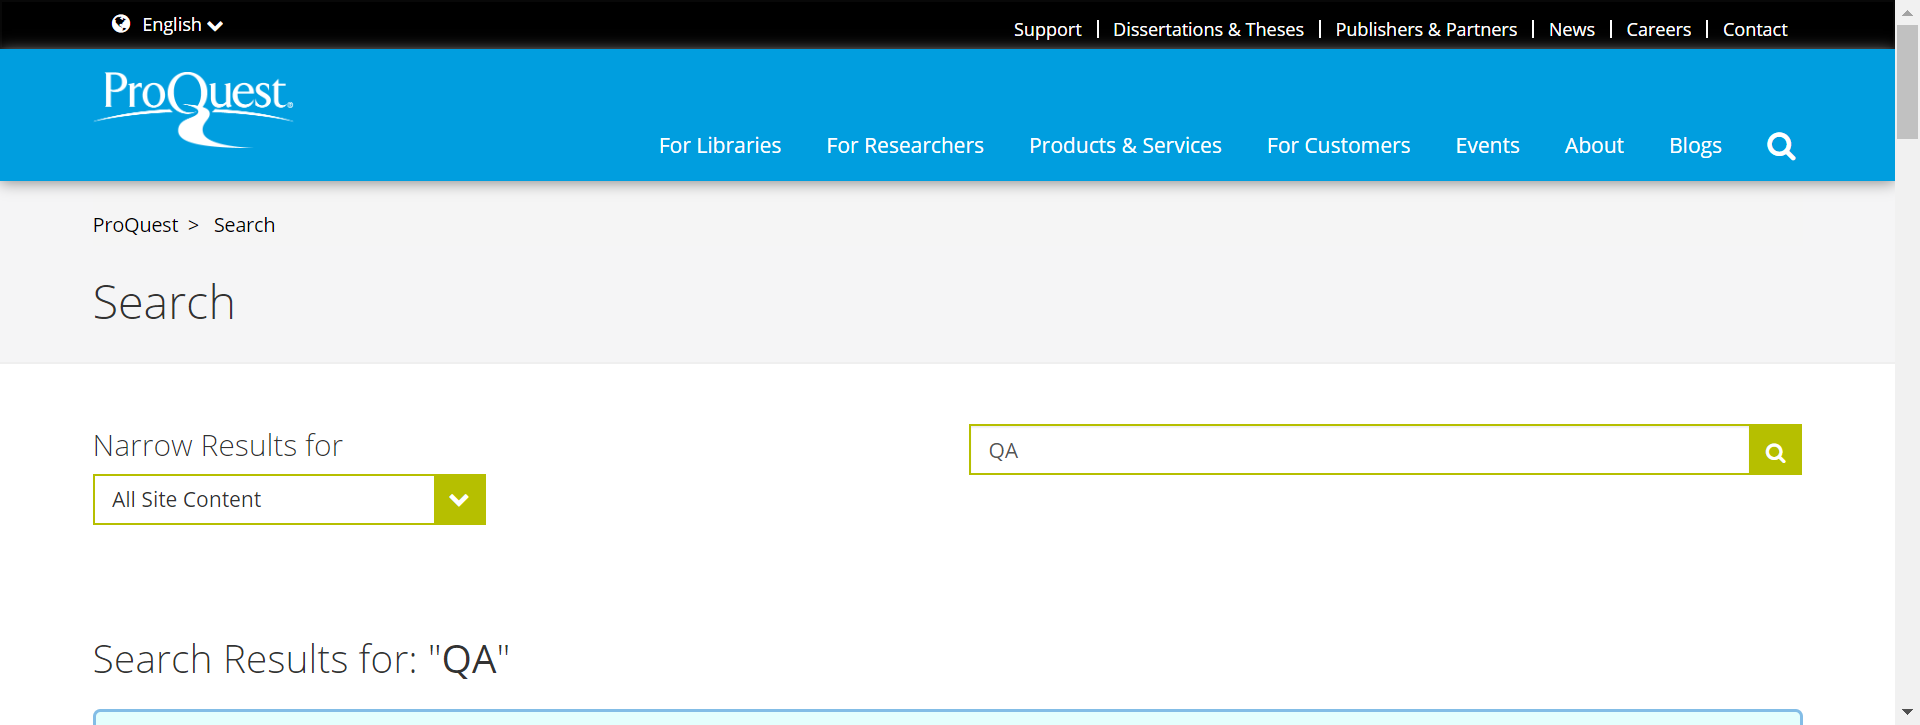 English
Support | Dissertations & Theses | Publishers & Partners | News | Careers | Contact
ProQuest®
For Libraries For Researchers Products & Services For Customers Events About Blogs
ProQuest > Search
Search
Narrow Results for
QA
All Site Content
Search Results for: "QA"